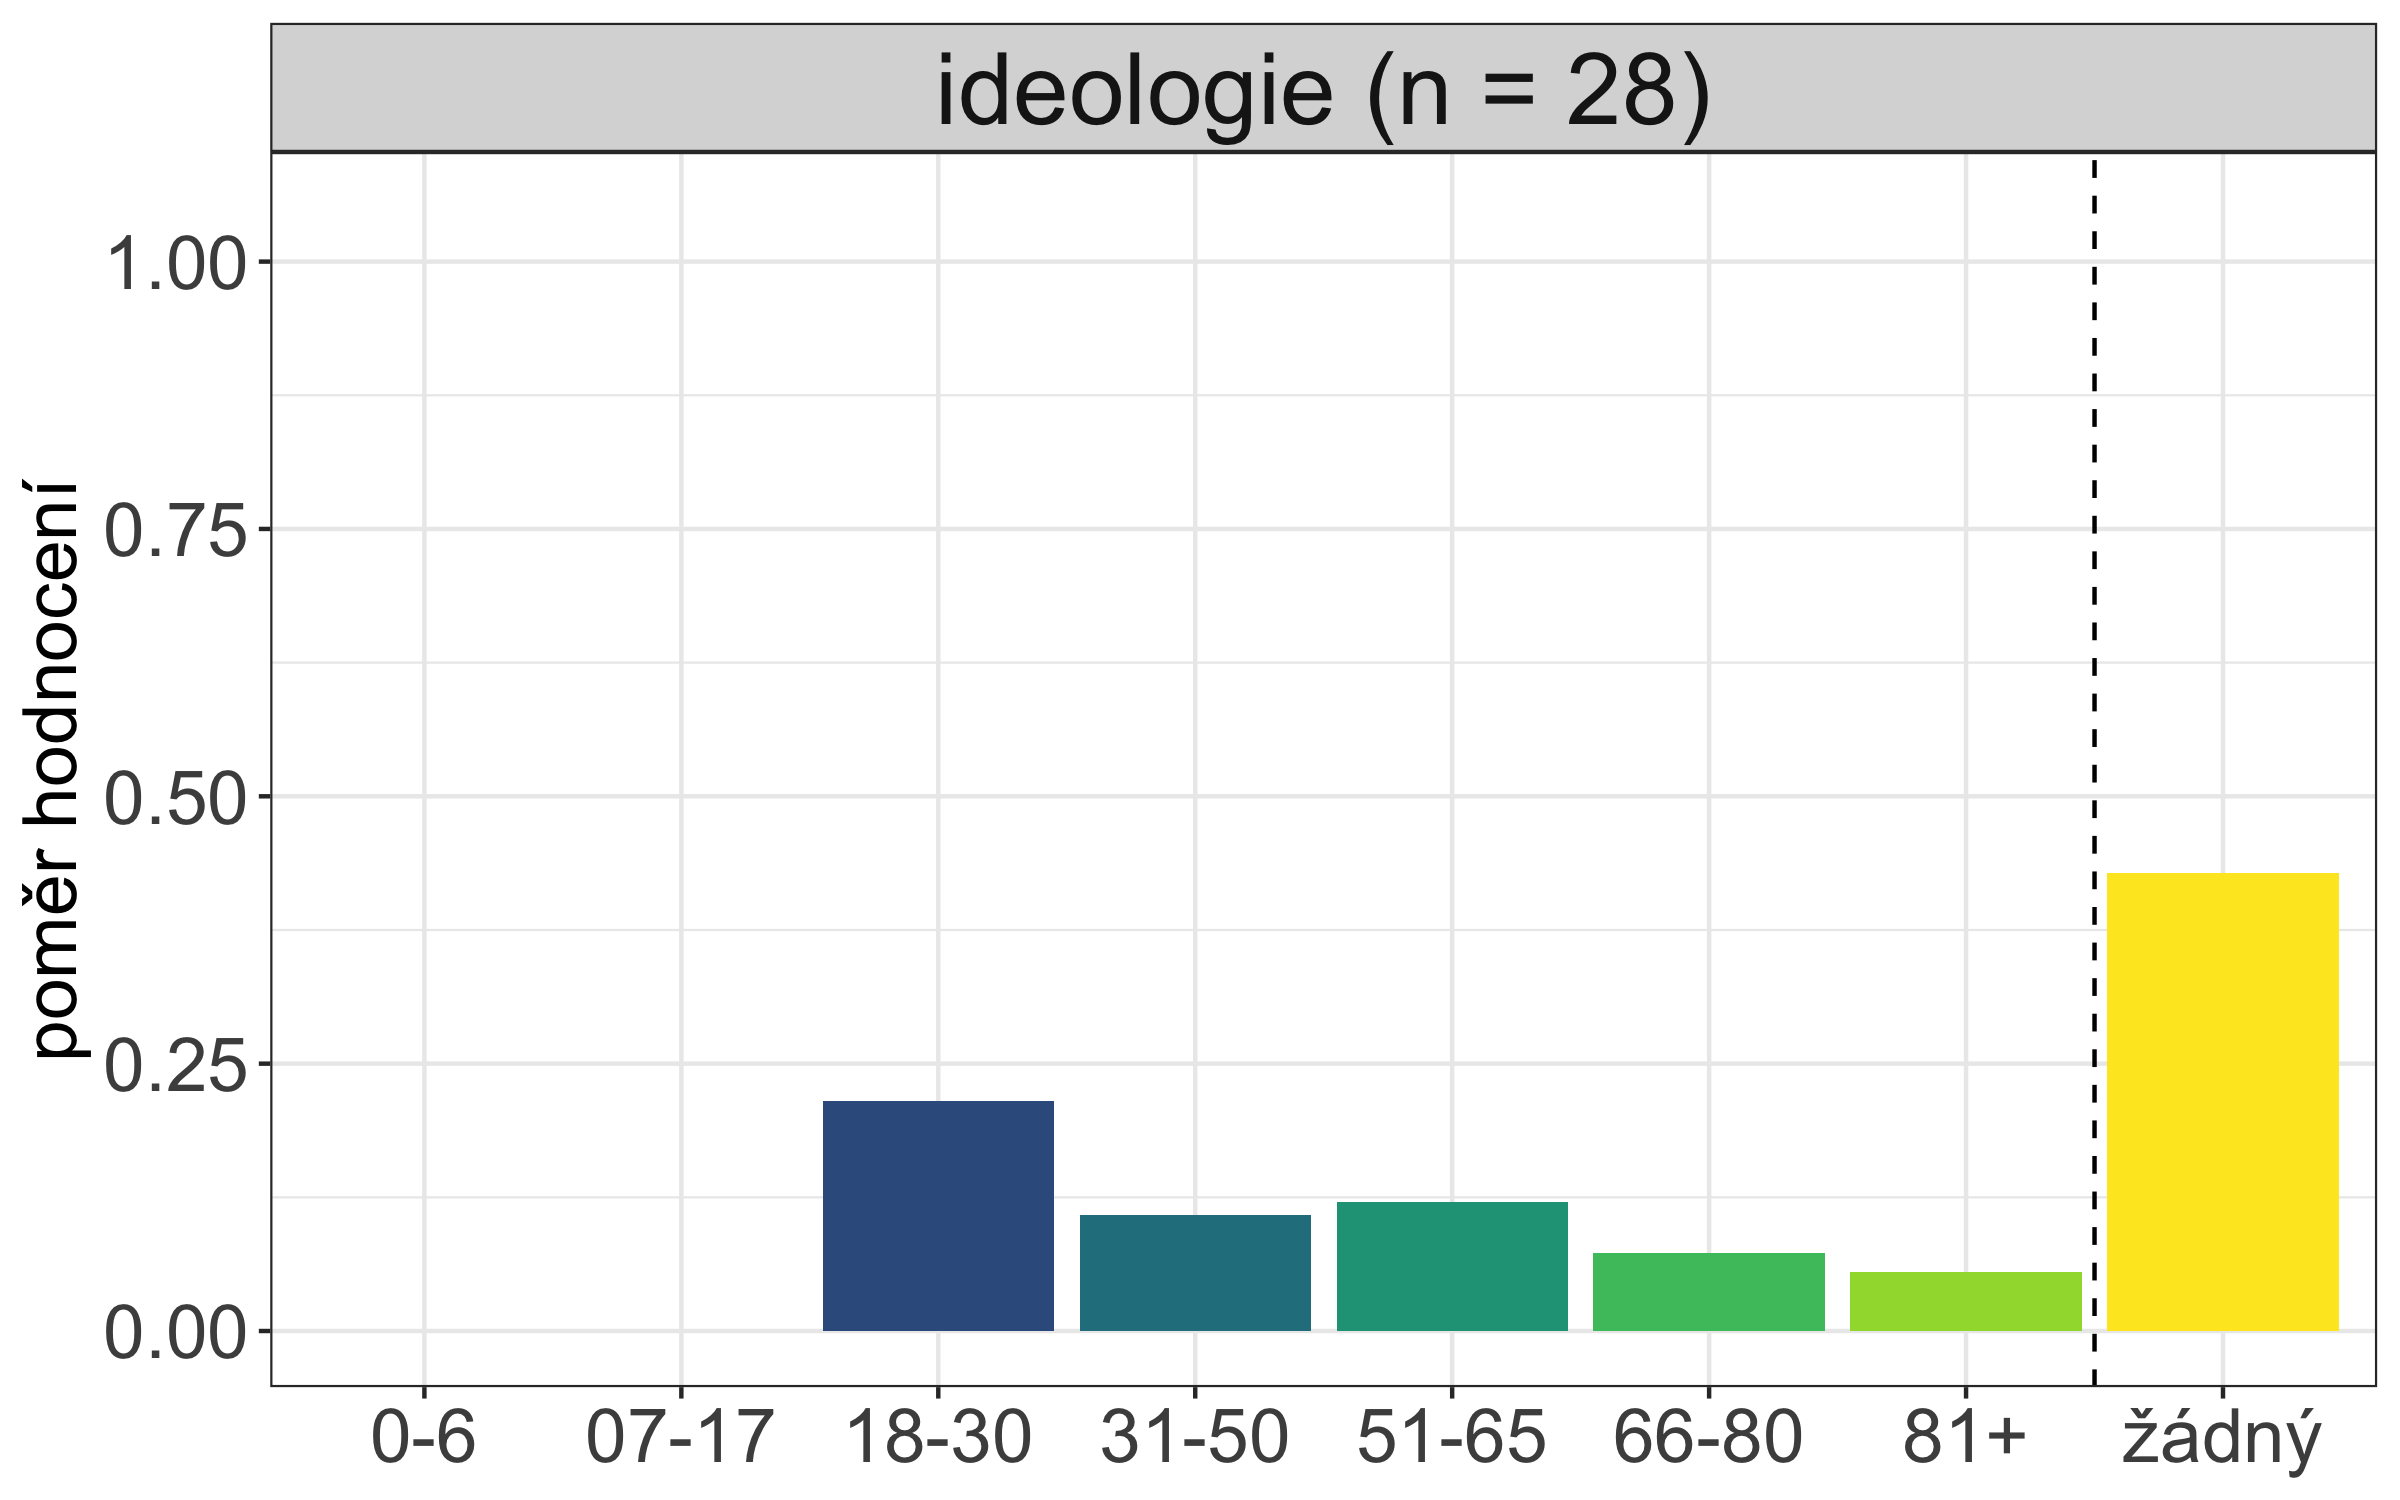 ideologie (n = 28)
poměr hodnocení
1.00
0.75
0.50
0.25
0.00
0-6 07-17 18-30 31-50 51-65 66-80 81+ žádný